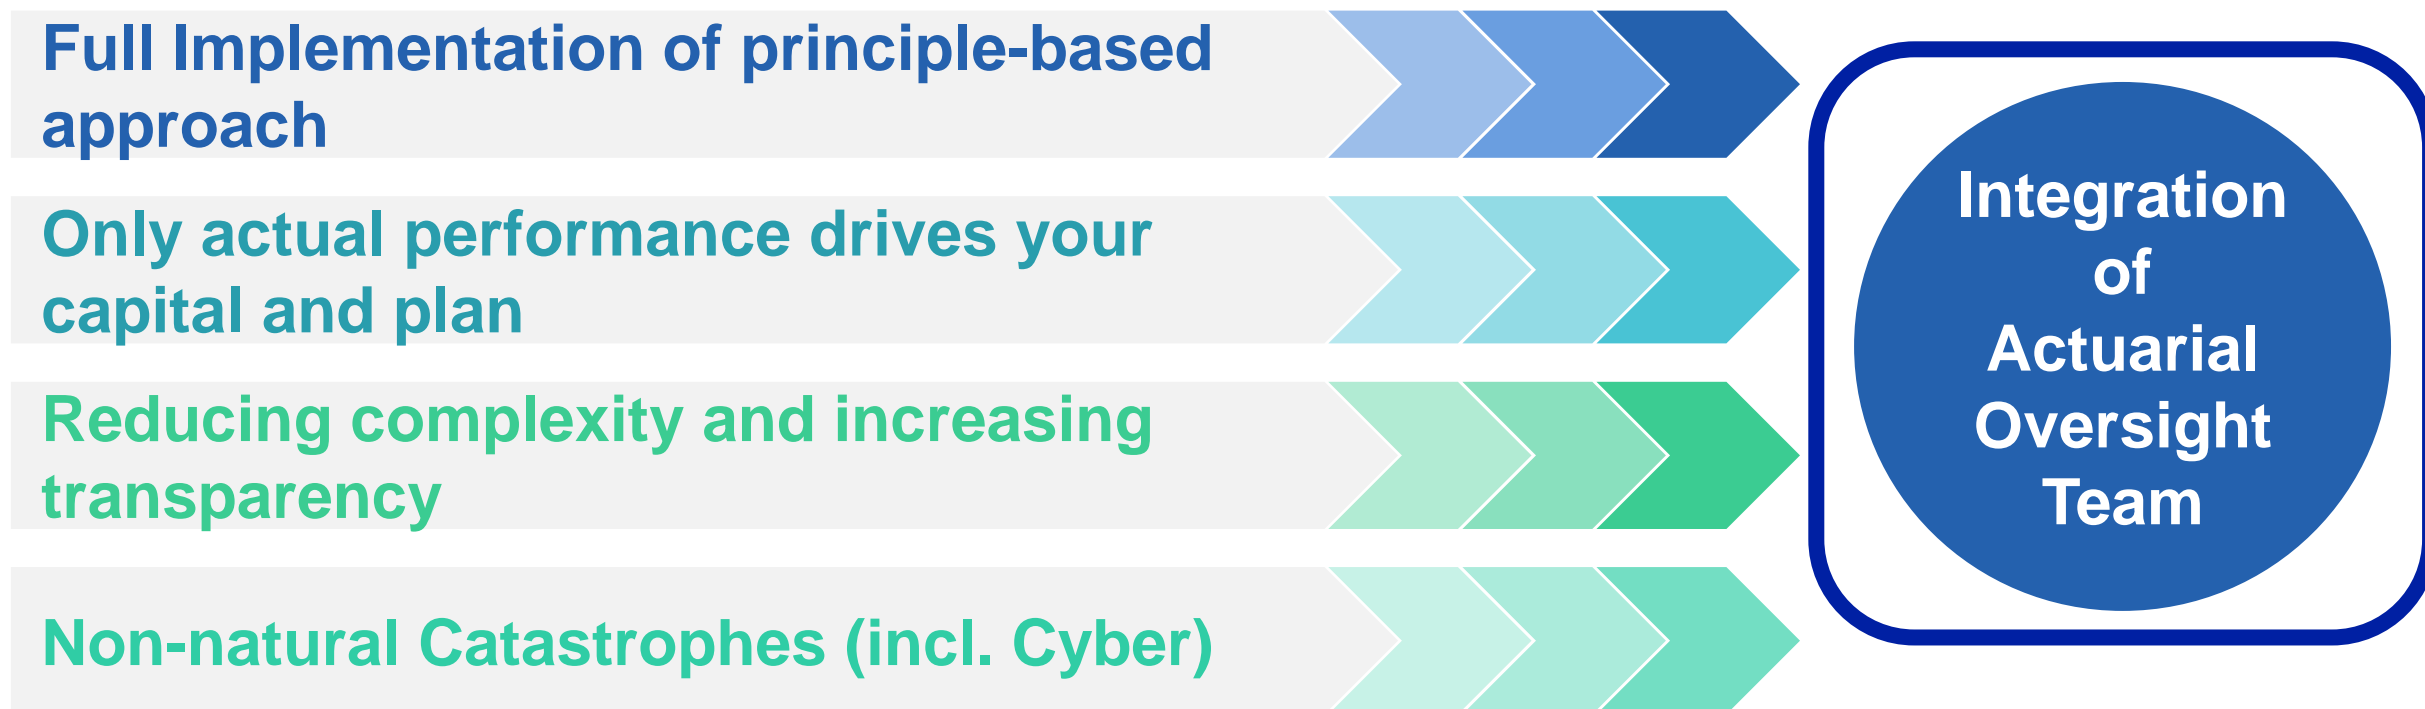 Full Implementation of principle-based
approach
Only actual performance drives your
capital and plan
Reducing complexity and increasing
transparency
Non-natural Catastrophes (incl. Cyber)
Integration
of
Actuarial
Oversight
Team